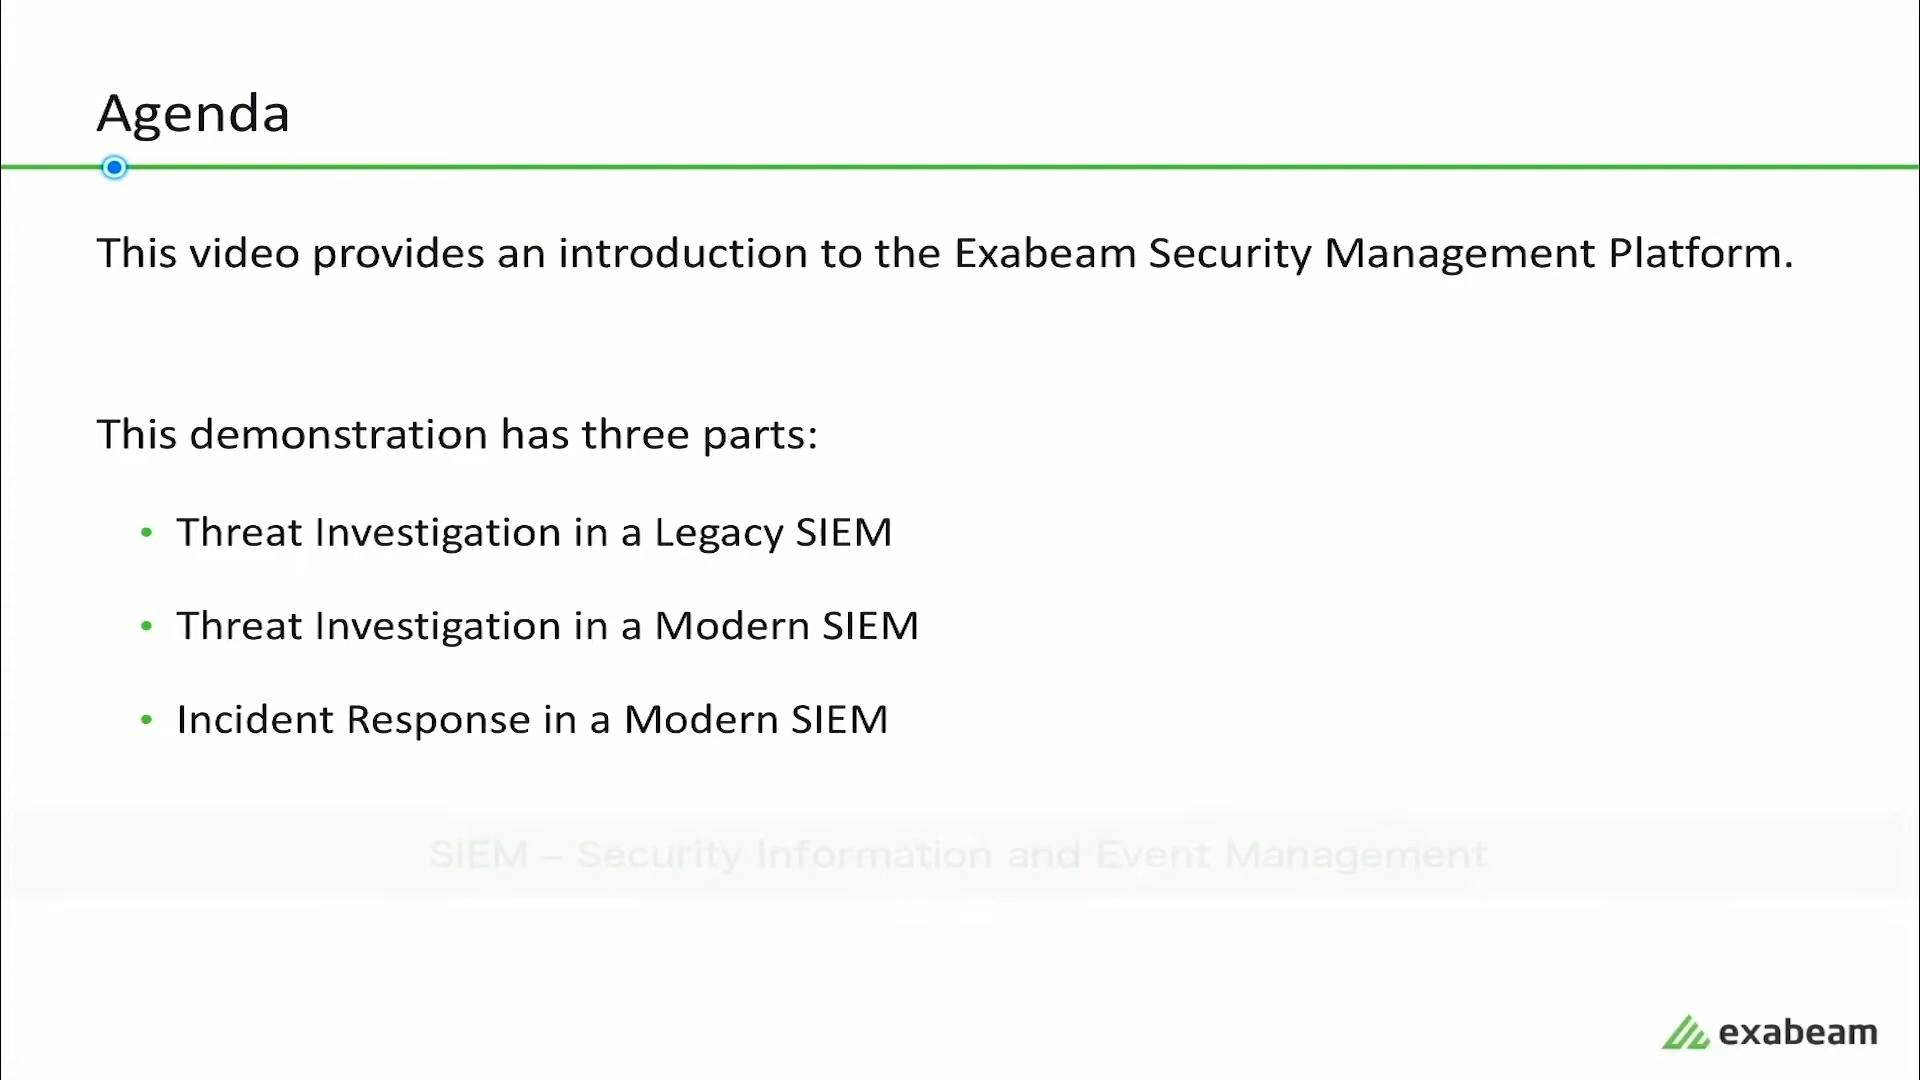 Agenda
This video provides an introduction to the Exabeam Security Management Platform.
This demonstration has three parts:
• Threat Investigation in a Legacy SIEM
• Threat Investigation in a Modern SIEM
• Incident Response in a Modern SIEM
SIEM – Security Information and Event Management
exabeam